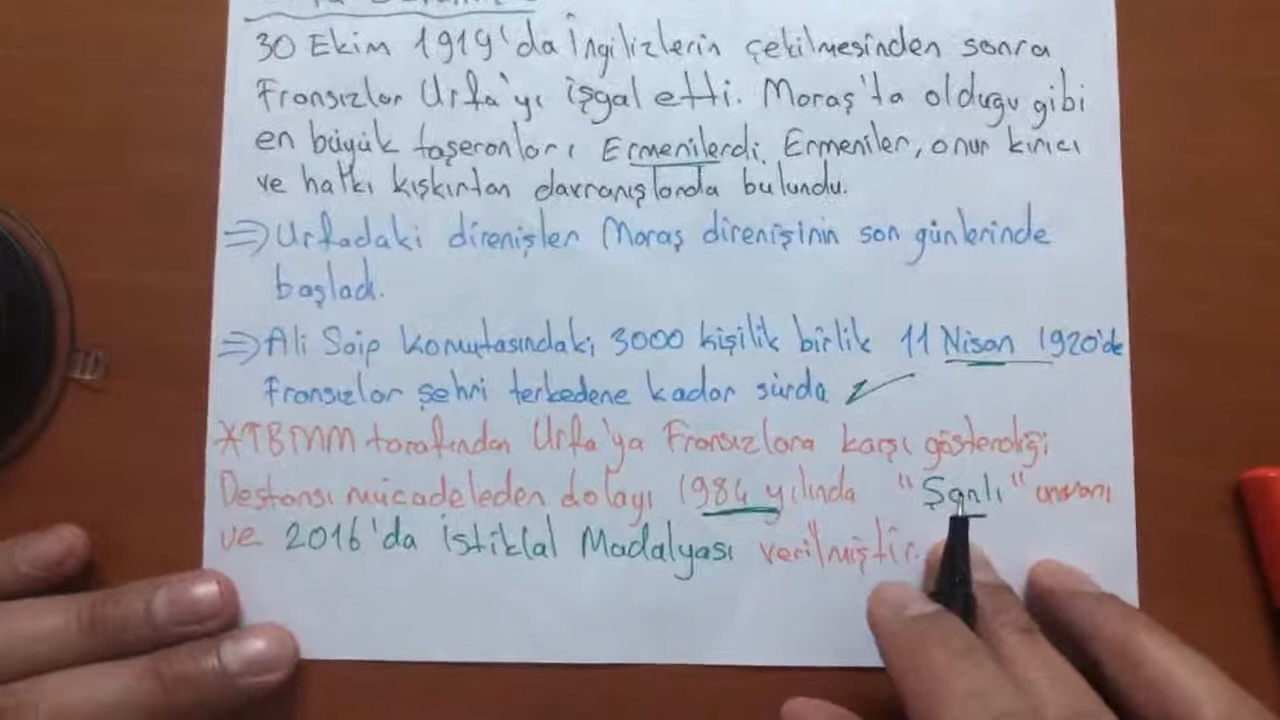 30 Ekim 1919'da İngilizlerin çekilmesinden sonra
Fransızlar Urfa'yı işgal etti. Maraş'ta olduğu gibi
en büyük taşeronları Ermenilerdi. Ermeniler, onur kırıcı
ve halkı kışkırtan davranışlarda bulundu.
⇒ Urfadaki direnişler Maraş direnişinin son günlerinde
başladı.
⇒ Ali Saip komutasındaki 3000 kişilik birlik 11 Nisan 1920'de
Fransızlar şehri terkedene kadar sürdü ✓
*TBMM tarafından Urfa'ya Fransızlara karşı gösterdiği
Destansı mücadeleden dolayı 1984 yılında "Şanlı" unvanı
ve 2016'da İstiklal Madalyası verilmiştir.